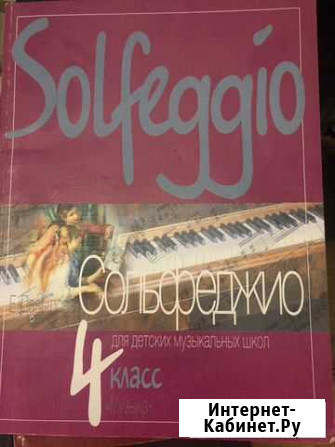 Solfeggio
Сольфеджио
для детских музыкальных школ
4
класс
Интернет-
Кабинет.Ру